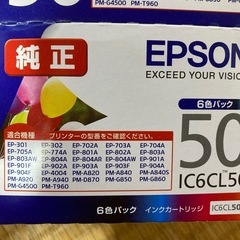 PM-G4500 PM-T960
純正
EPSON
EXCEED YOUR VISION
適合機種 プリンターの型番をご確認ください。
6色パック
EP-301 EP-302 EP-702A EP-703A EP-704A
EP-705A EP-774A EP-801A EP-802A EP-803A
EP-803AW EP-804A EP-804AR EP-804AW EP-901A
EP-901F EP-902A EP-903A EP-903F EP-904A
EP-904F EP-4004 PM-A820 PM-A840 PM-A840S
PM-A920 PM-A940 PM-D870 PM-G850 PM-G860
PM-G4500 PM-T960
50
IC6CL50
6色パック インクカートリッジ IC6CL50